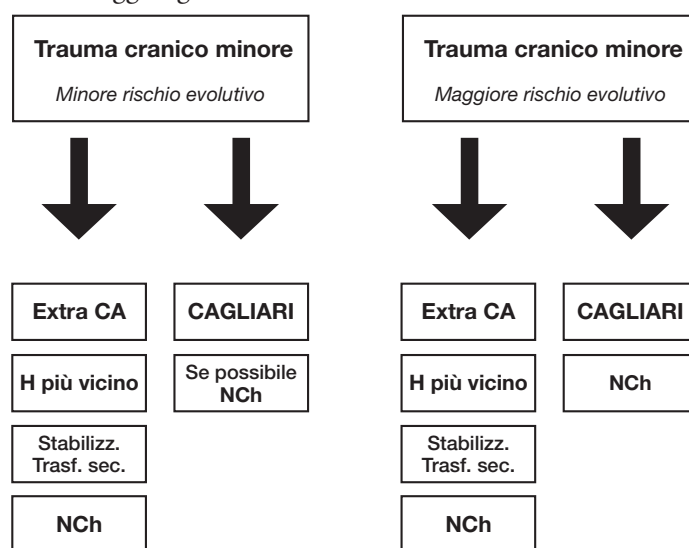 Trauma cranico minore
Minore rischio evolutivo
Extra CA
CAGLIARI
H più vicino
Se possibile
NCh
Stabilizz.
Trasf. sec.
NCh
Trauma cranico minore
Maggiore rischio evolutivo
Extra CA
CAGLIARI
H più vicino
NCh
Stabilizz.
Trasf. sec.
NCh